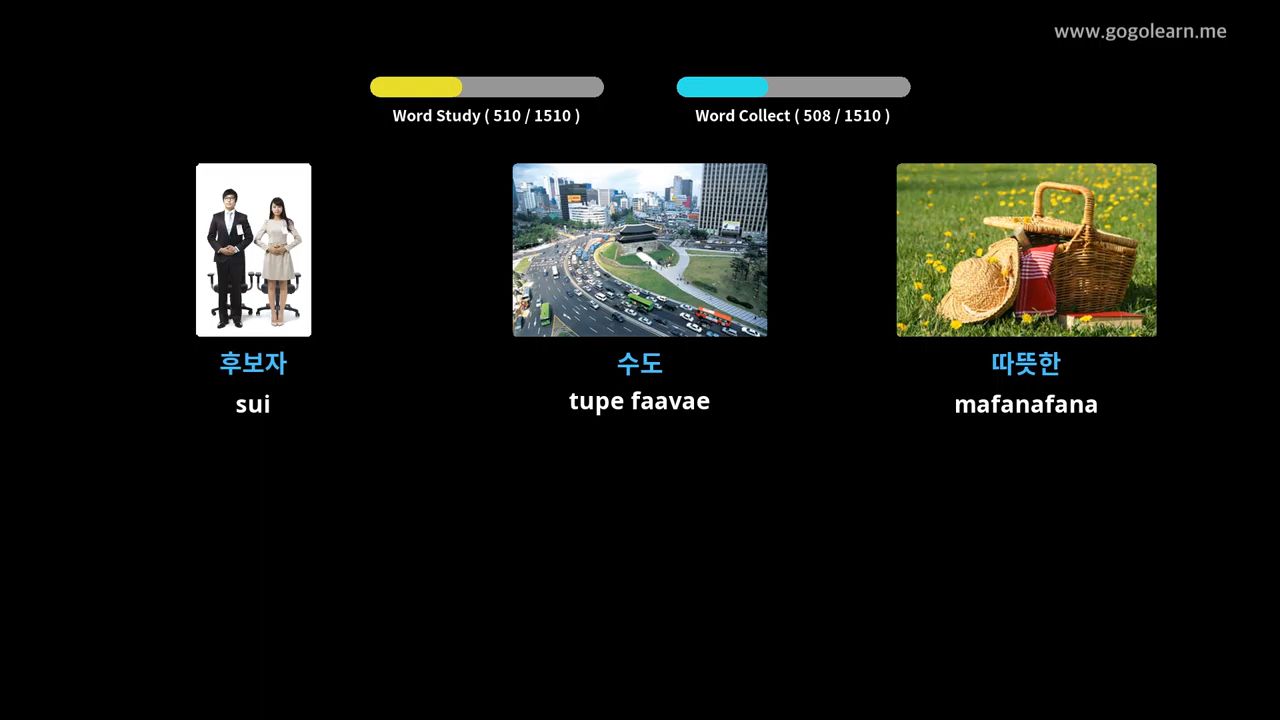 www.gogolearn.me
Word Study ( 510 / 1510 )
Word Collect ( 508 / 1510 )
후보자
수도
따뜻한
sui
tupe faavae
mafanafana